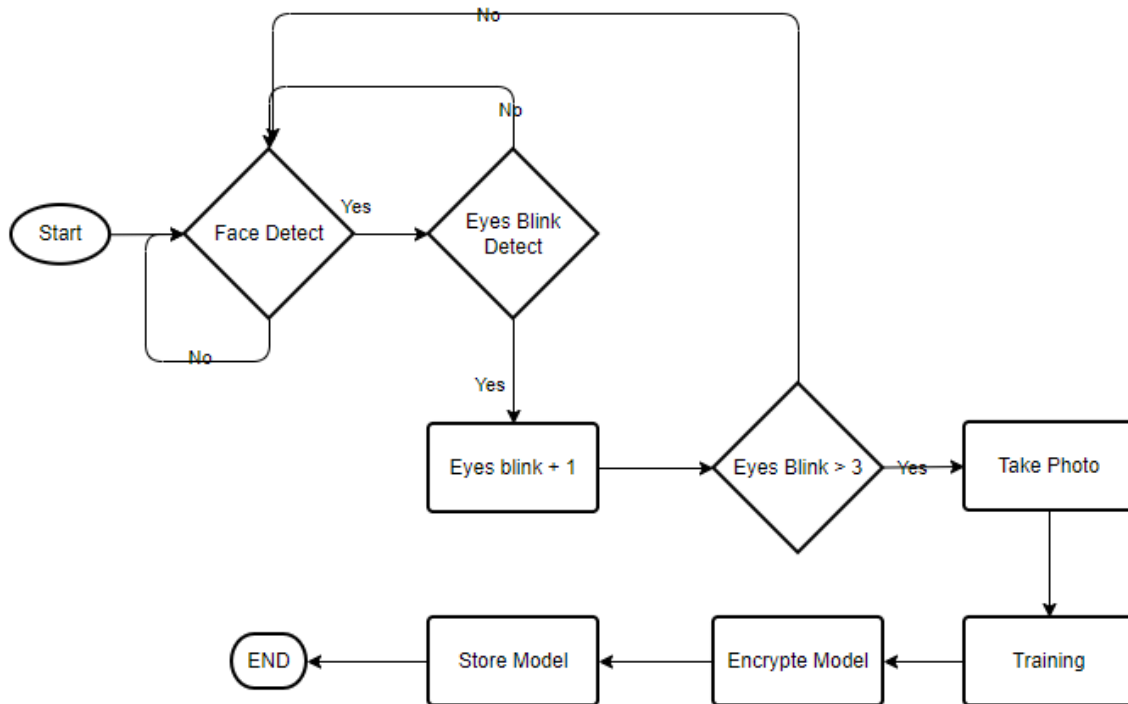 No
No
Start
Face Detect
Yes
Eyes Blink
Detect
No
Yes
Eyes blink + 1
Eyes Blink > 3
Yes
Take Photo
END
Store Model
Encrypte Model
Training